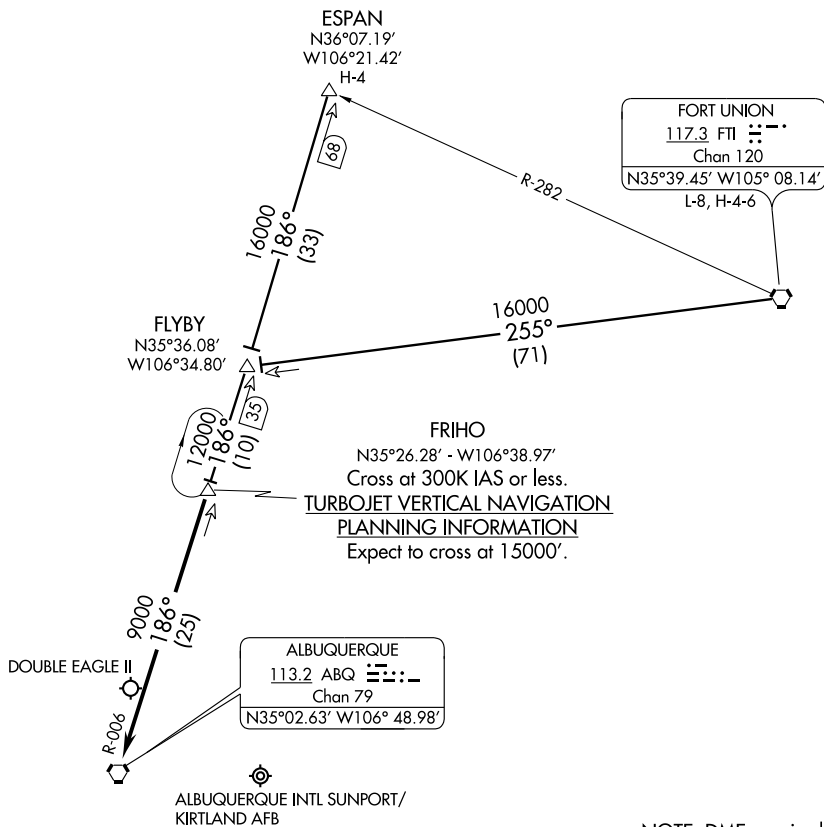 ESPAN
N36°07.19'
W106°21.42'
H-4
FORT UNION
117.3 FTI
Chan 120
N35°39.45' W105° 08.14'
L-8, H-4-6
68
R-282
16000
186°
(33)
16000
255°
(71)
FLYBY
N35°36.08'
W106°34.80'
35
12000
186°
(10)
FRIHO
N35°26.28' - W106°38.97'
Cross at 300K IAS or less.
TURBOJET VERTICAL NAVIGATION
PLANNING INFORMATION
Expect to cross at 15000'.
9000
186°
(25)
DOUBLE EAGLE II
ALBUQUERQUE
113.2 ABQ
Chan 79
N35°02.63' W106° 48.98'
R-006
ALBUQUERQUE INTL SUNPORT/
KIRTLAND AFB